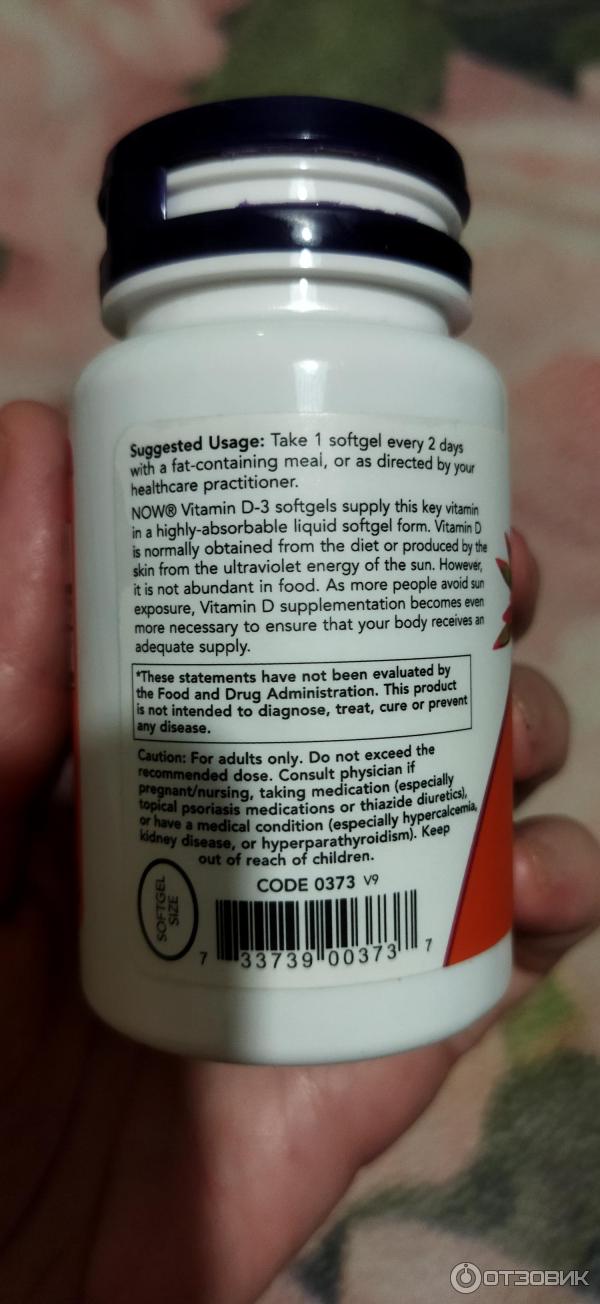 Suggested Usage: Take 1 softgel every 2 days
with a fat-containing meal, or as directed by your
healthcare practitioner.
NOW® Vitamin D-3 softgels supply this key vitamin
in a highly-absorbable liquid softgel form. Vitamin D
is normally obtained from the diet or produced by the
skin from the ultraviolet energy of the sun. However,
it is not abundant in food. As more people avoid sun
exposure, Vitamin D supplementation becomes even
more necessary to ensure that your body receives an
adequate supply.
*These statements have not been evaluated by
the Food and Drug Administration. This product
is not intended to diagnose, treat, cure or prevent
any disease.
Caution: For adults only. Do not exceed the
recommended dose. Consult physician if
pregnant/nursing, taking medication (especially
topical psoriasis medications or thiazide diuretics),
or have a medical condition (especially hypercalcemia,
kidney disease, or hyperparathyroidism). Keep
out of reach of children.
SOFTGEL
SIZE
CODE 0373 V9
7 33739 00373 7
ОТЗОВИК